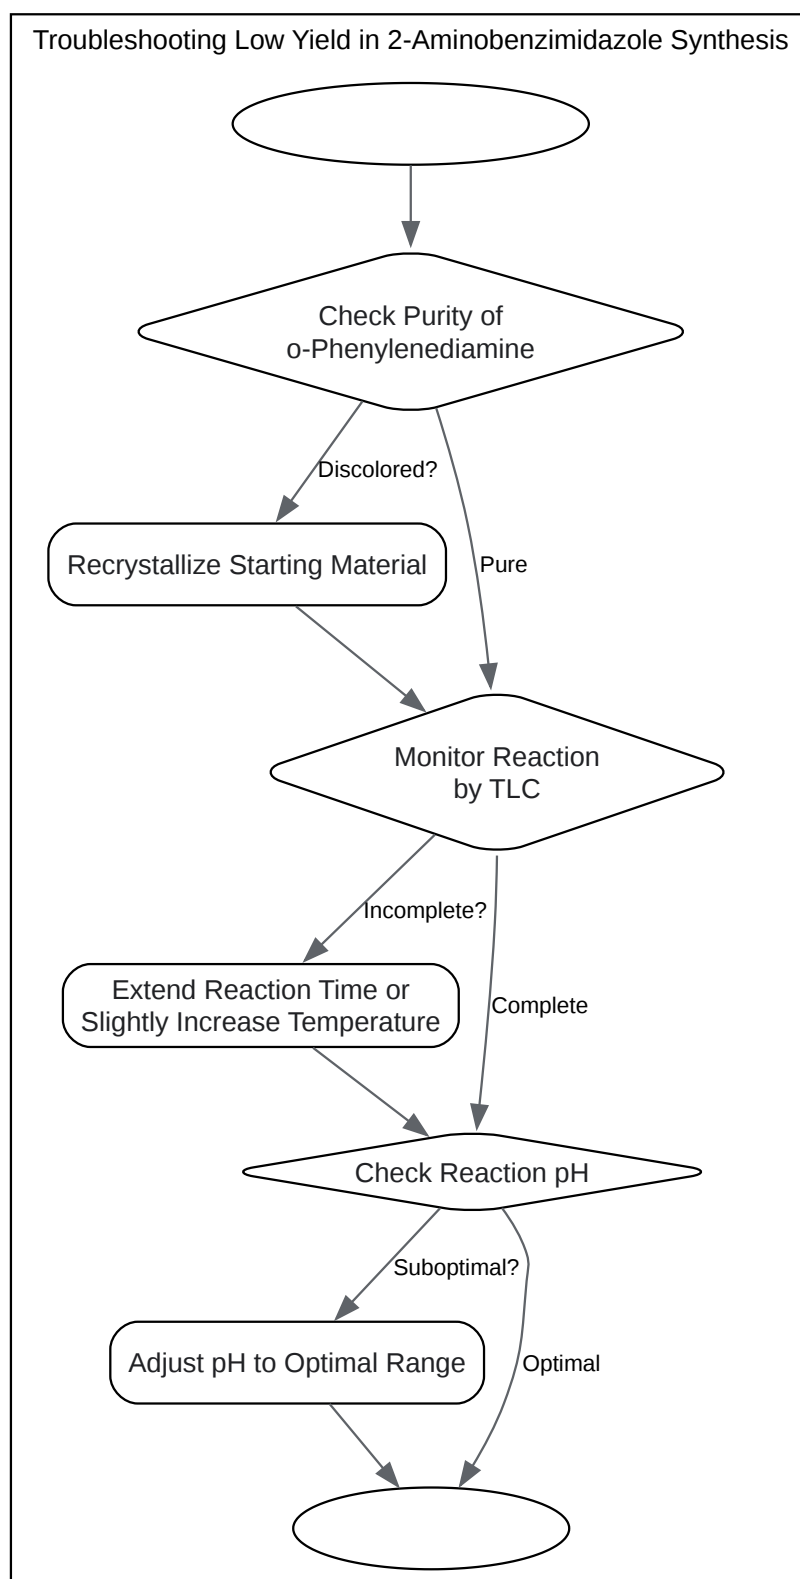 Troubleshooting Low Yield in 2-Aminobenzimidazole Synthesis
Check Purity of
o-Phenylenediamine
Discolored?
Recrystallize Starting Material
Pure
Monitor Reaction
by TLC
Incomplete?
Extend Reaction Time or
Slightly Increase Temperature
Complete
Check Reaction pH
Suboptimal?
Adjust pH to Optimal Range
Optimal